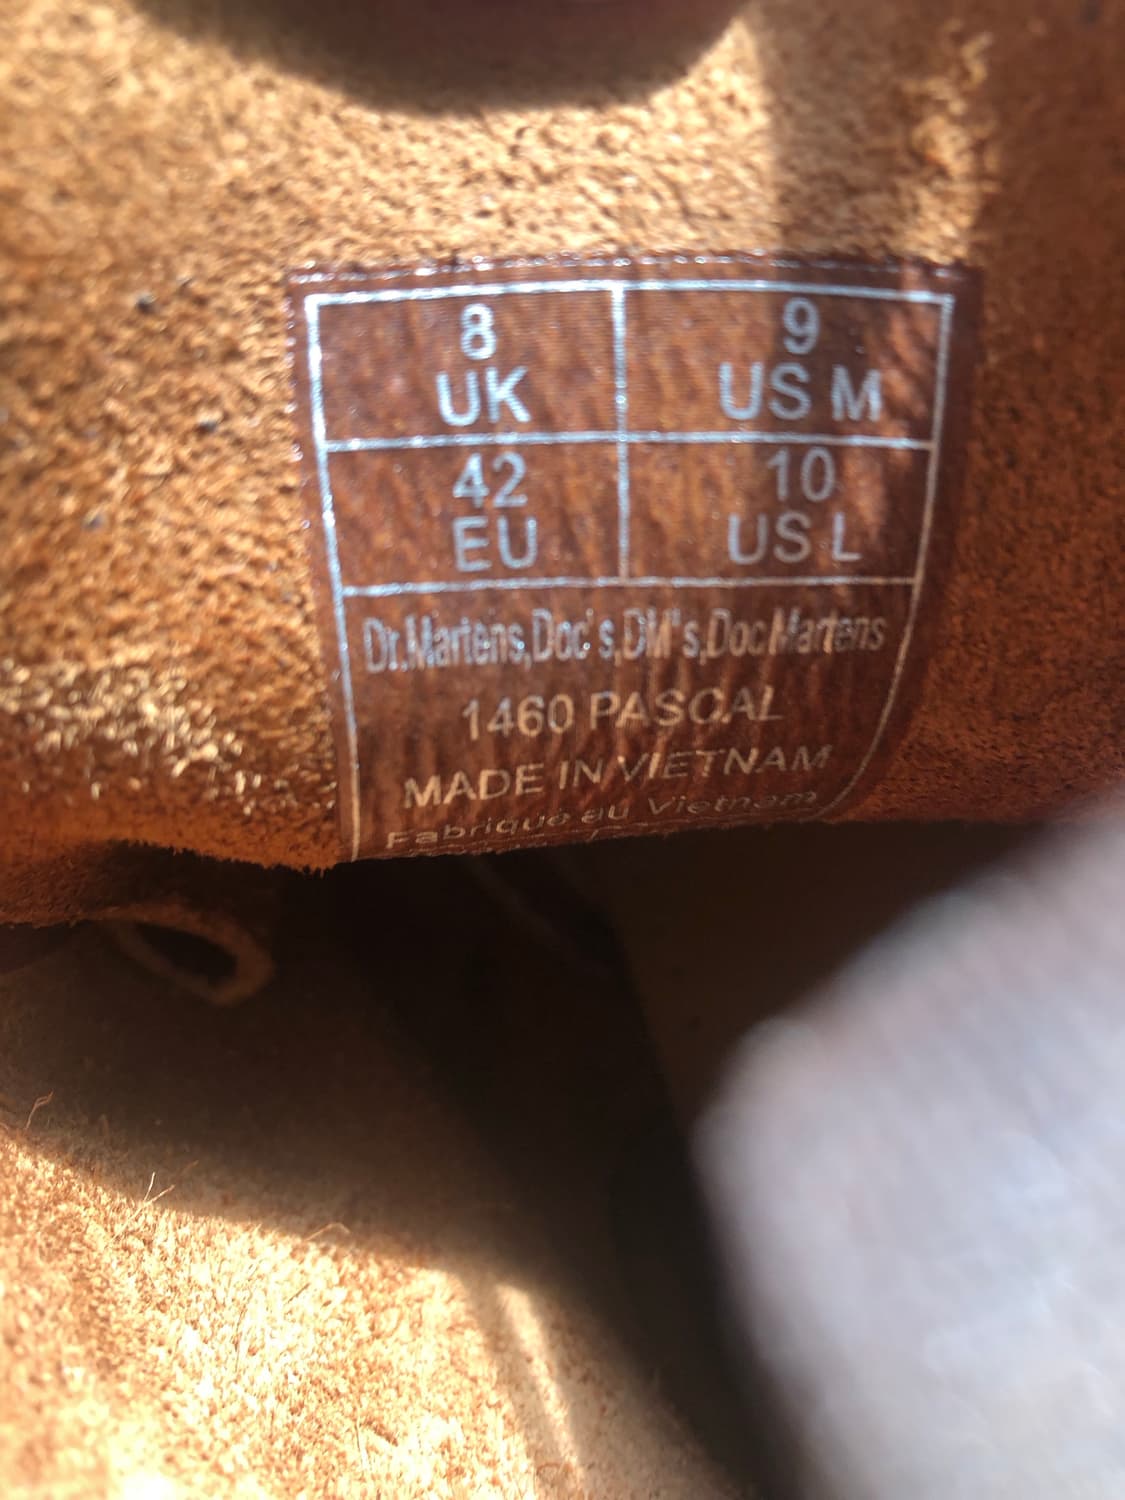 8
UK
9
US M
42
EU
10
US L
Dr.Martens,Doc's,DM's,DocMartens
1460 PASCAL
MADE IN VIETNAM
Fabriqué au Vietnam